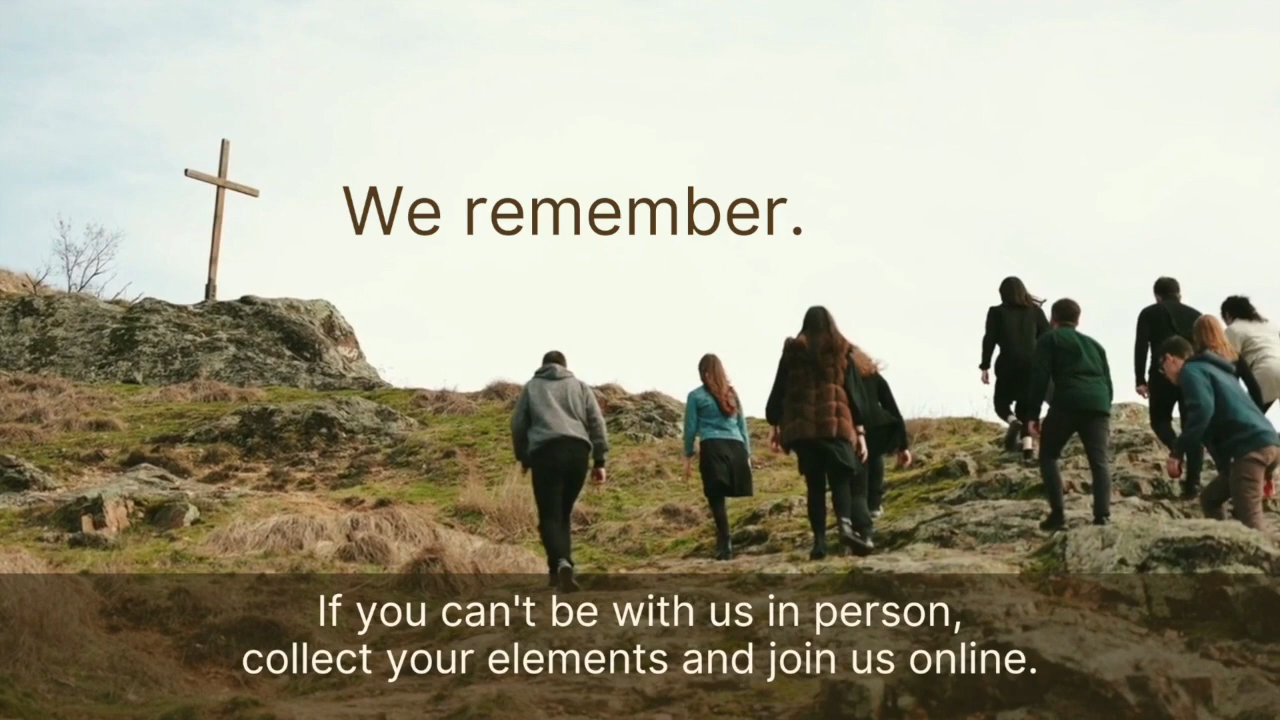 We remember.
If you can't be with us in person,
collect your elements and join us online.